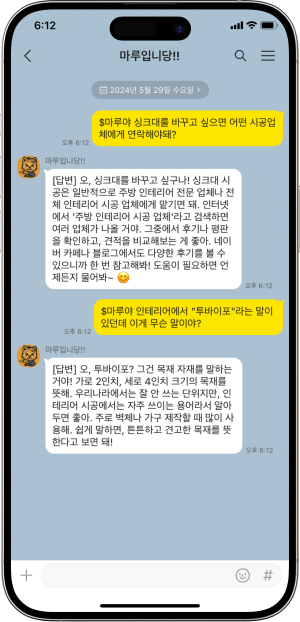 6:12
마루입니당!!
2024년 5월 29일 수요일 >
$마루야 싱크대를 바꾸고 싶으면 어떤 시공업
체에게 연락해야돼?
오후 6:12
마루입니당!!
[답변] 오, 싱크대를 바꾸고 싶구나! 싱크대 시
공은 일반적으로 주방 인테리어 전문 업체나 전
체 인테리어 시공 업체에게 맡기면 돼. 인터넷
에서 '주방 인테리어 시공 업체'라고 검색하면
여러 업체가 나올 거야. 그중에서 후기나 평판
을 확인하고, 견적을 비교해보는 게 좋아. 네이
버 카페나 블로그에서도 다양한 후기를 볼 수
있으니까 한 번 참고해봐! 도움이 필요하면 언
제든지 물어봐~ 😊
오후 6:12
$마루야 인테리어에서 "투바이포"라는 말이
있던데 이게 무슨 말이야?
오후 6:12
마루입니당!!
[답변] 오, 투바이포? 그건 목재 자재를 말하는
거야! 가로 2인치, 세로 4인치 크기의 목재를
뜻해. 우리나라에서는 잘 안 쓰는 단위지만, 인
테리어 시공에서는 자주 쓰이는 용어라서 알아
두면 좋아. 주로 벽체나 가구 제작할 때 많이 사
용해. 쉽게 말하면, 튼튼하고 견고한 목재를 뜻
한다고 보면 돼!
오후 6:12
#